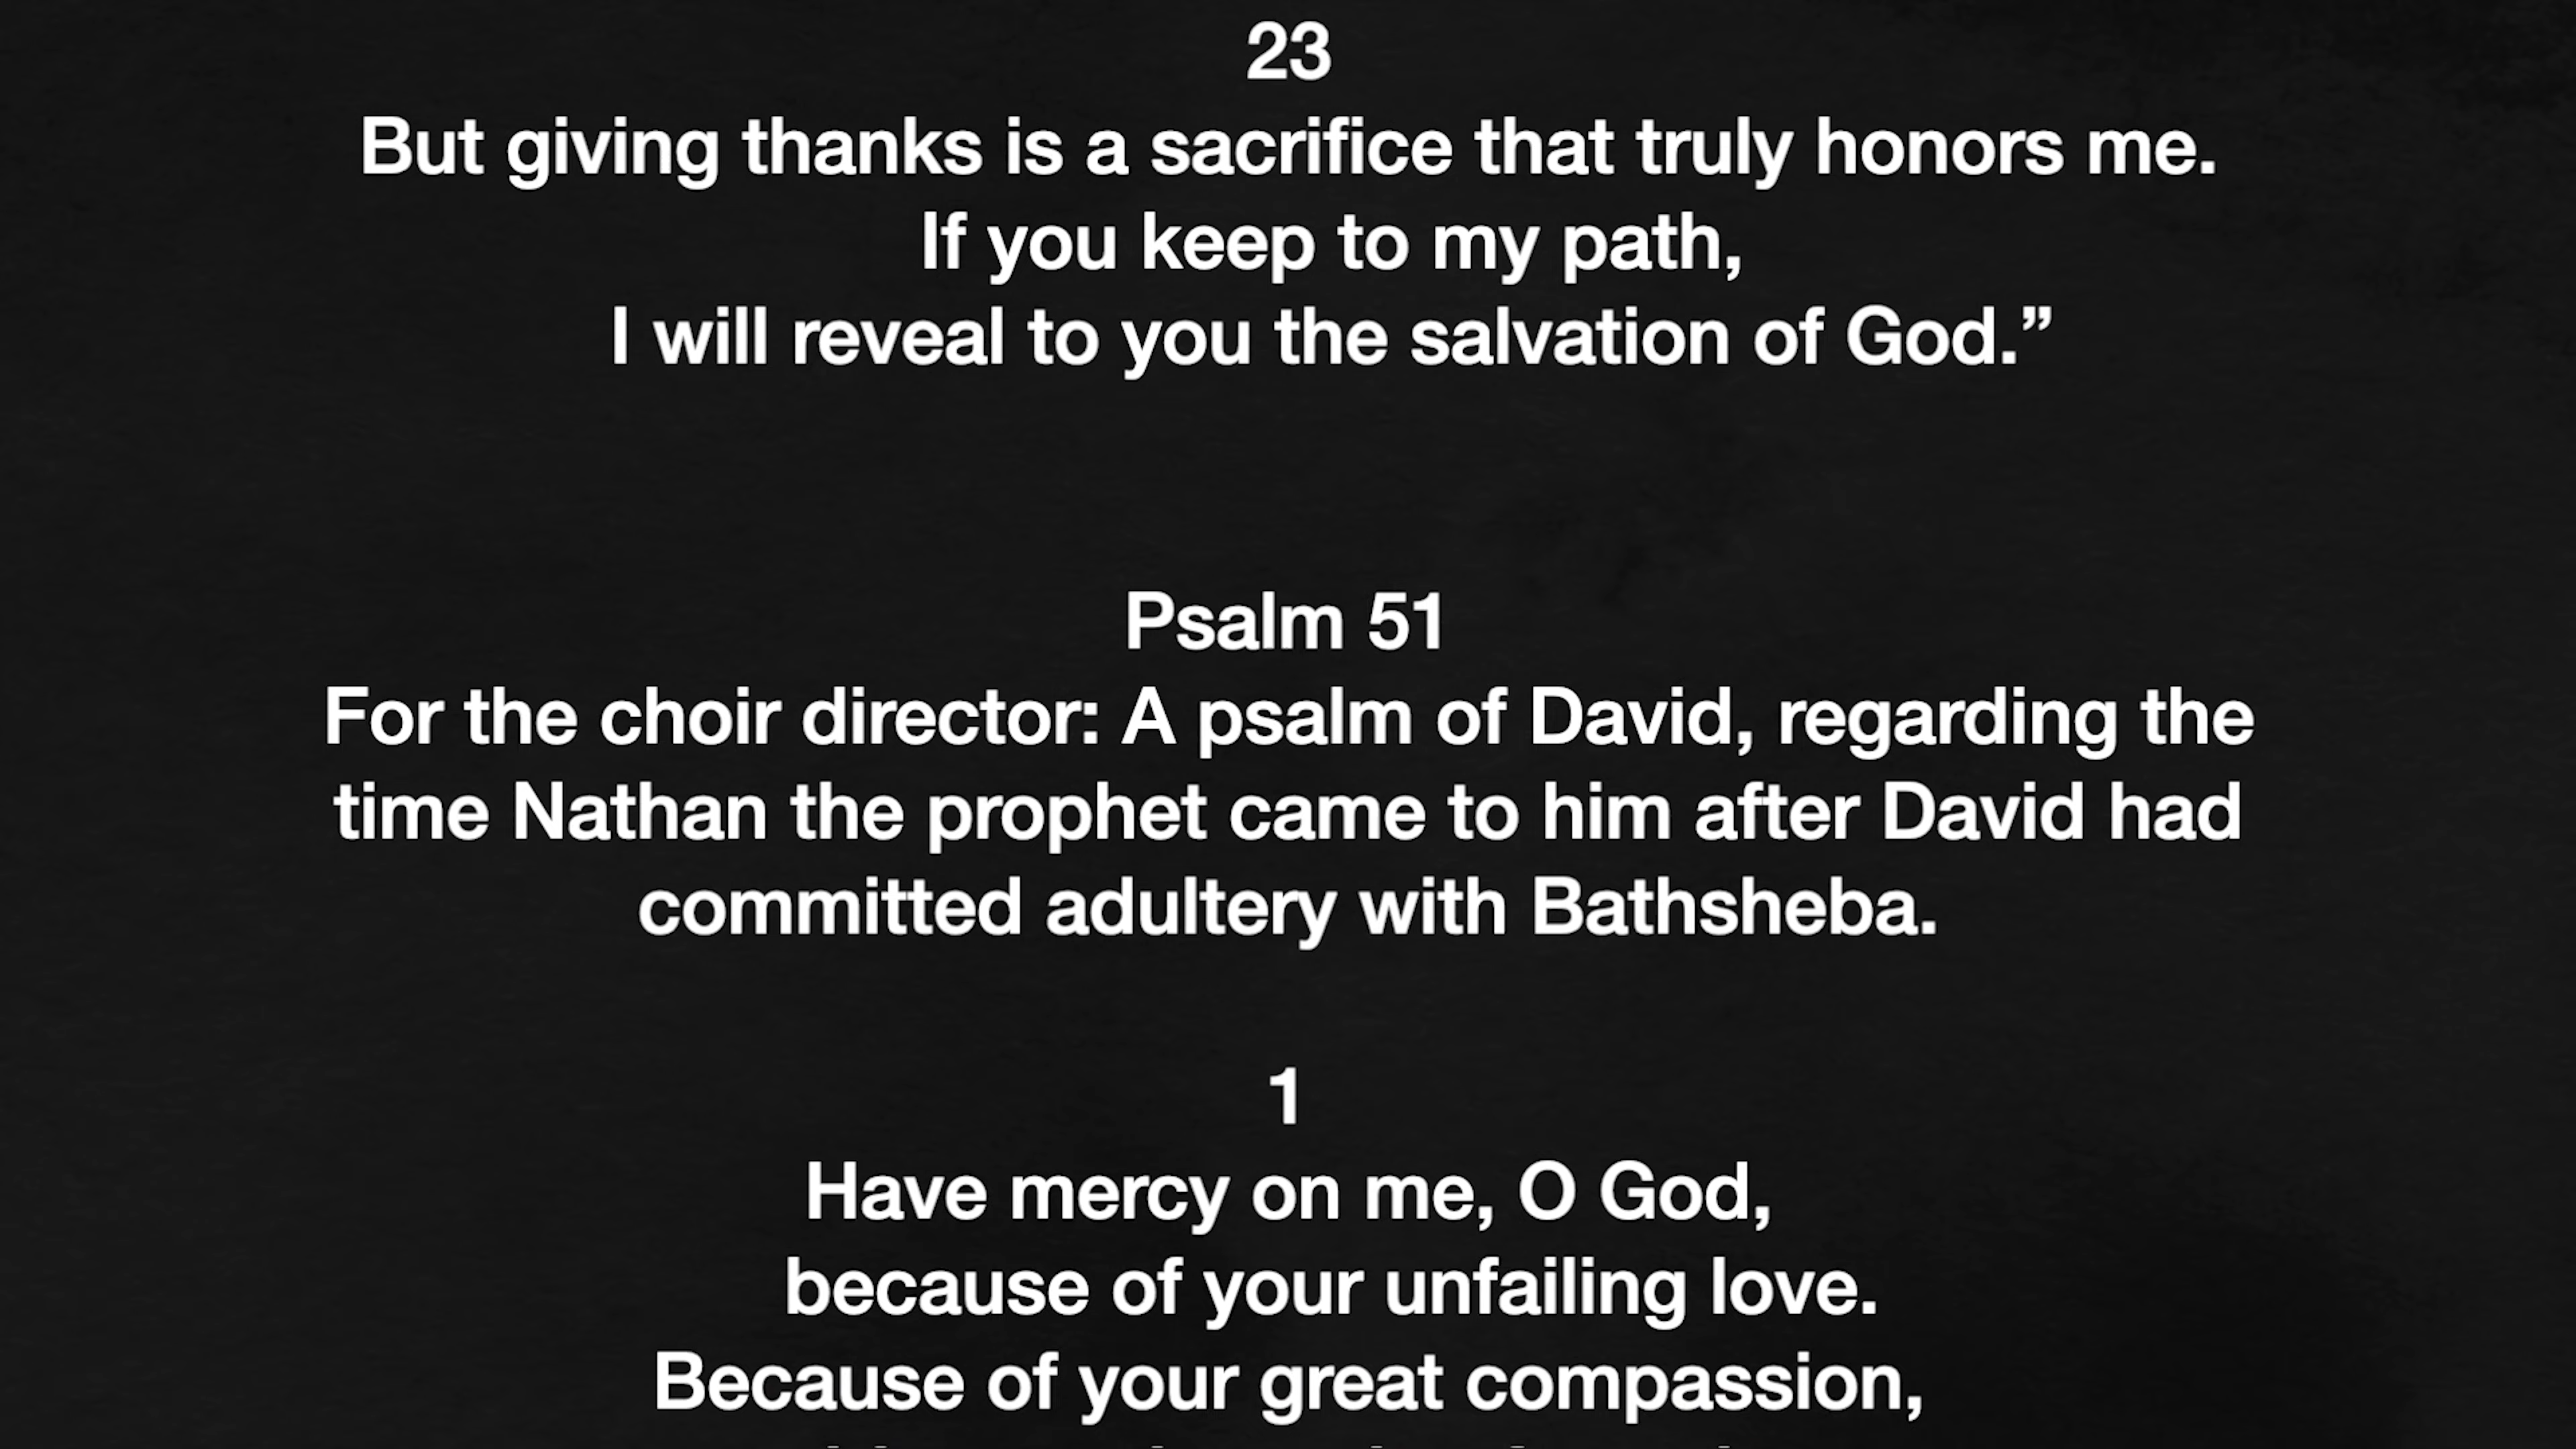 23
But giving thanks is a sacrifice that truly honors me.
If you keep to my path,
I will reveal to you the salvation of God.”
Psalm 51
For the choir director: A psalm of David, regarding the
time Nathan the prophet came to him after David had
committed adultery with Bathsheba.
1
Have mercy on me, O God,
because of your unfailing love.
Because of your great compassion,